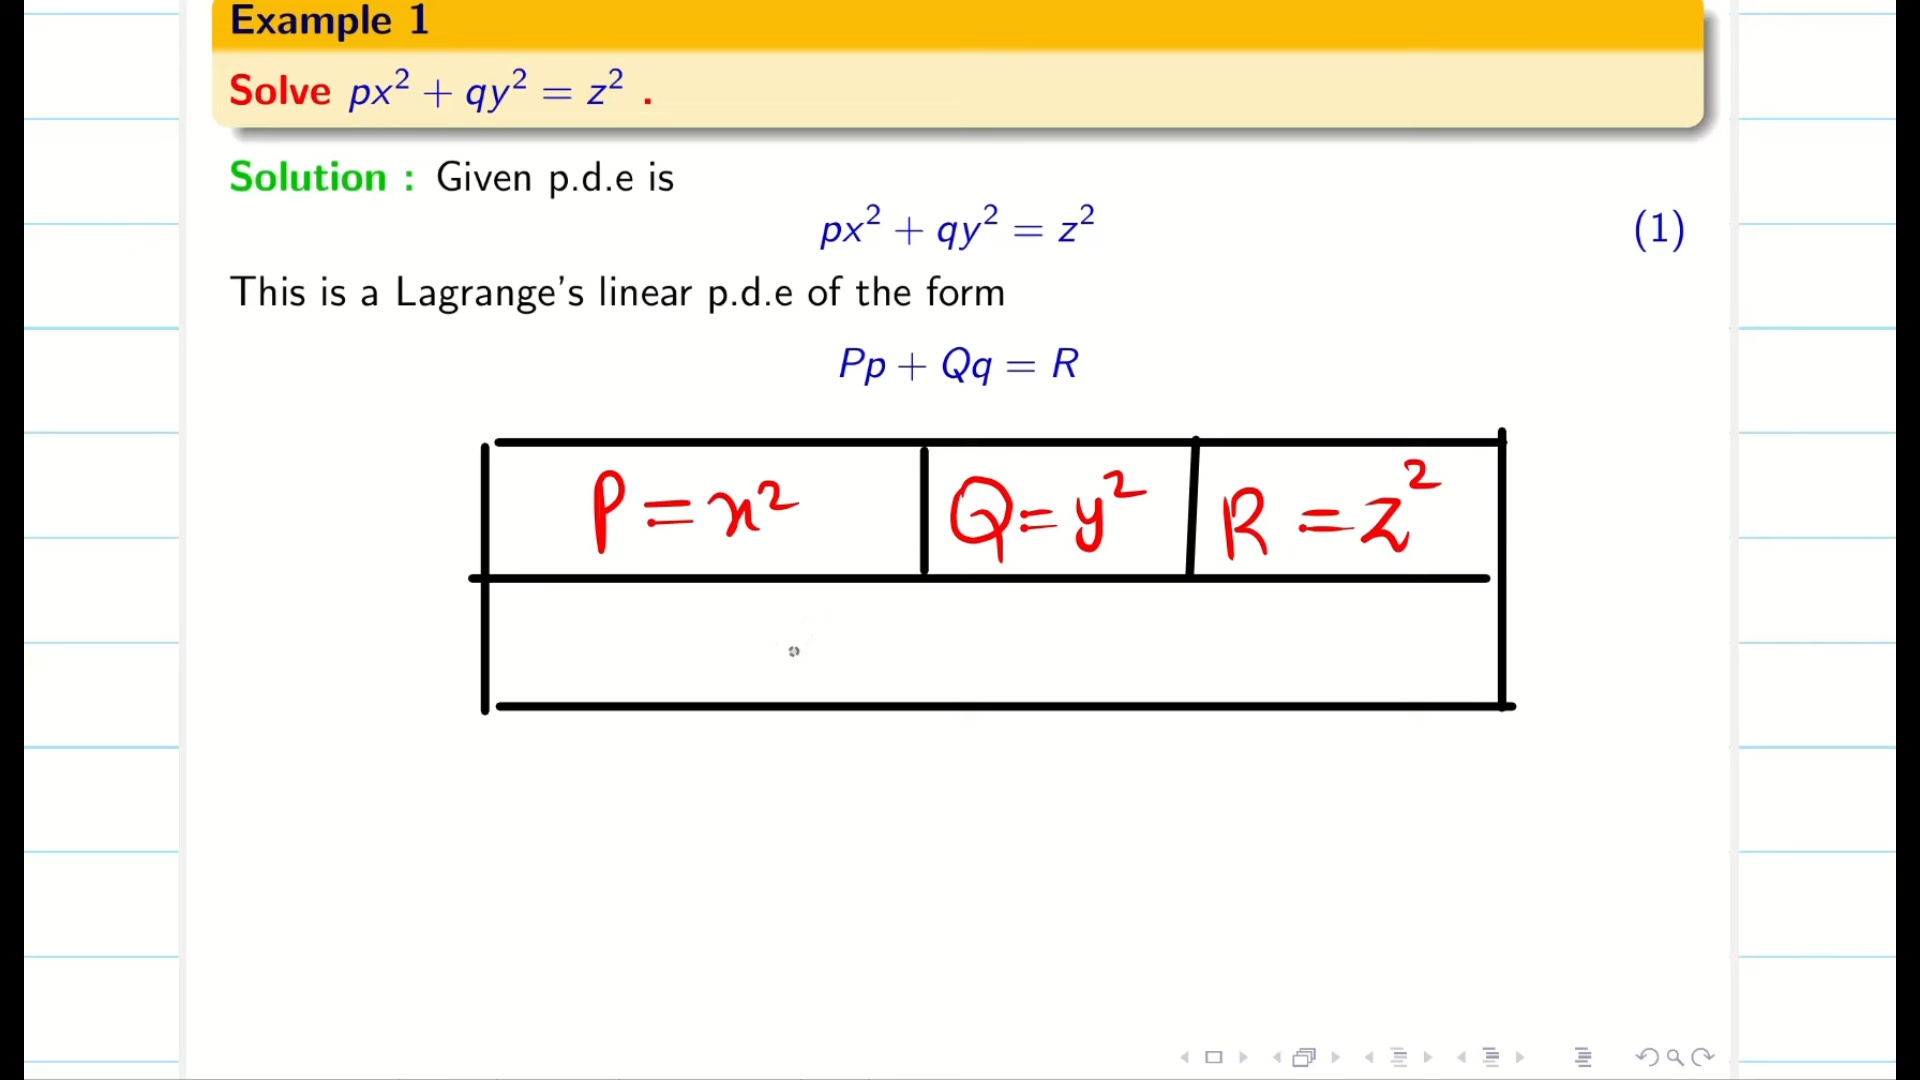 Example 1
Solve px² + qy² = z² .
Solution : Given p.d.e is
px² + qy² = z² (1)
This is a Lagrange's linear p.d.e of the form
Pp + Qq = R
P = x² Q = y² R = z²